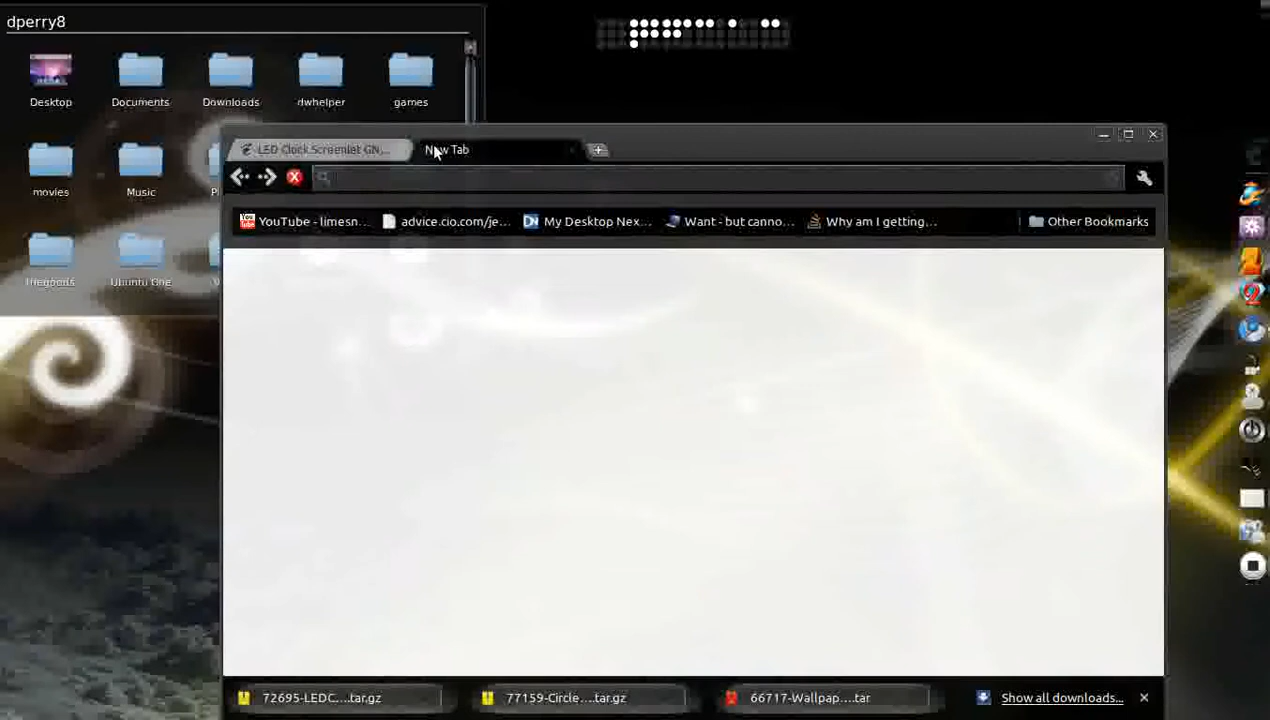 dperry8
Desktop Documents Downloads dwhelper games
movies Music
thegpods Ubuntu One
LED Clock Screenlet GN...
New Tab
YouTube - limesn... advice.cio.com/je... My Desktop Nex... Want - but canno... Why am I getting... Other Bookmarks
72695-LEDC....tar.gz 77159-Circle....tar.gz 66717-Wallpap....tar Show all downloads...